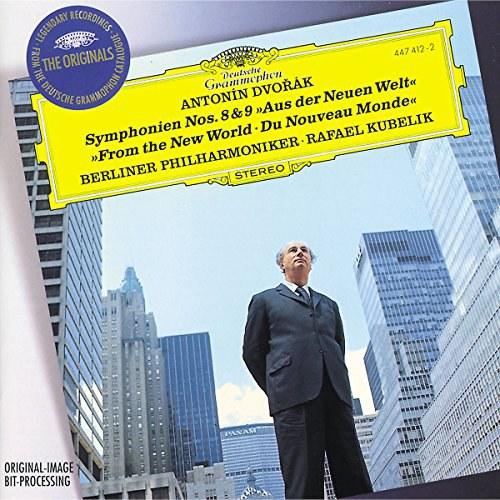 LEGENDARY RECORDINGS
FROM THE DEUTSCHE GRAMMOPHON CATALOGUE
THE ORIGINALS
Deutsche
Grammophon
447 412-2
ANTONÍN DVOŘÁK
Symphonien Nos. 8 & 9 »Aus der Neuen Welt«
»From the New World · Du Nouveau Monde«
BERLINER PHILHARMONIKER · RAFAEL KUBELIK
STEREO
PAN AM
ORIGINAL-IMAGE
BIT-PROCESSING